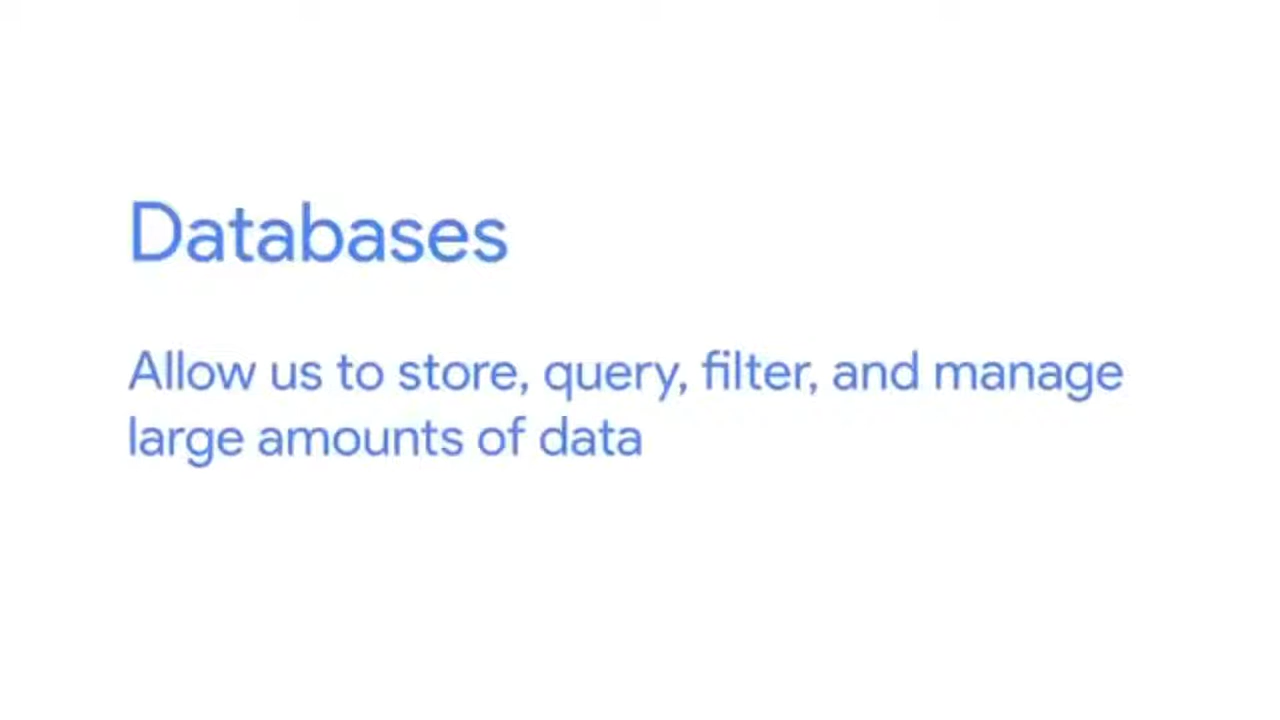 Databases
Allow us to store, query, filter, and manage
large amounts of data